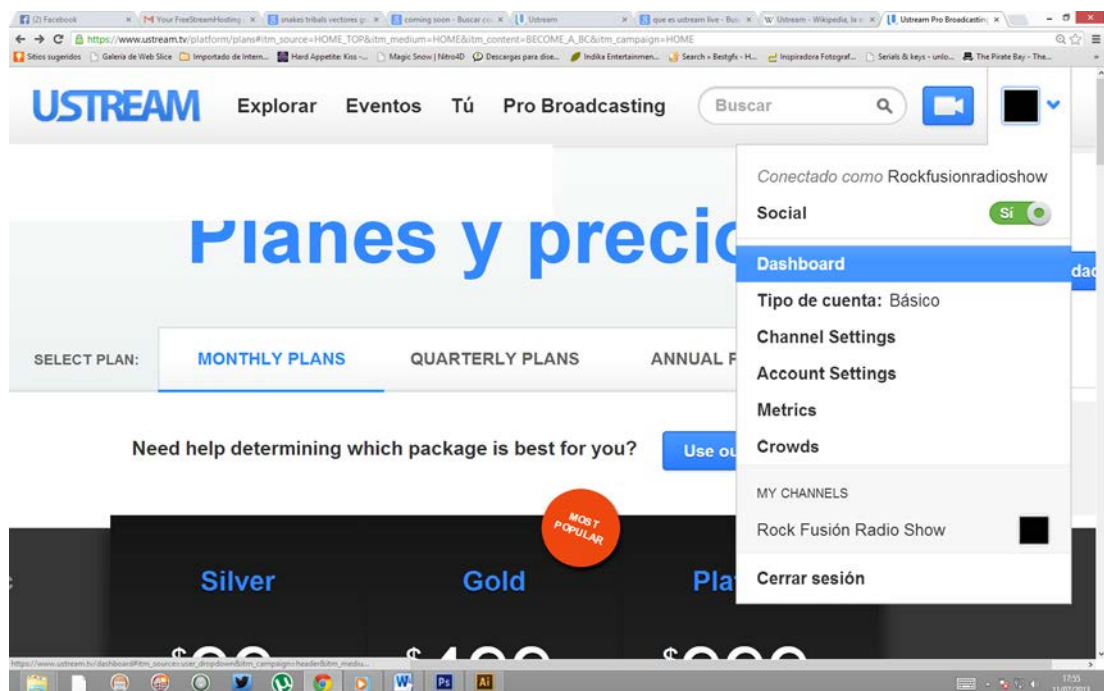 (2) Facebook
Your FreeStreamHosting
snakes tribals vectores
coming soon - Buscar
Ustream
que es ustream live - Bus
Ustream - Wikipedia, la
Ustream Pro Broadcasting
https://www.ustream.tv/platform/plans#itm_source=HOME_TOP&itm_medium=HOME&itm_content=BECOME_A_BC&itm_campaign=HOME
Sitios sugeridos
Galería de Web Slice
Importado de Intern...
Hard Appetite: Kiss -...
Magic Snow | Nitro4D
Descargas para dise...
Indika Entertainmen...
Search » Bestgfx - H...
Inspiradora Fotograf...
Serials & keys - unlo...
The Pirate Bay - The...
USTREAM
Explorar
Eventos
Tú
Pro Broadcasting
Buscar
Conectado como Rockfusionradioshow
Social
Sí
Planes y precio
Dashboard
dad
Tipo de cuenta: Básico
Channel Settings
SELECT PLAN:
MONTHLY PLANS
QUARTERLY PLANS
ANNUAL P
Account Settings
Metrics
Crowds
Need help determining which package is best for you?
Use ou
MY CHANNELS
Rock Fusión Radio Show
Cerrar sesión
MOST
POPULAR
Silver
Gold
Pla
https://www.ustream.tv/dashboard#itm_source=user_dropdown&itm_campaign=header&itm_mediu...
17:55
11/07/2013